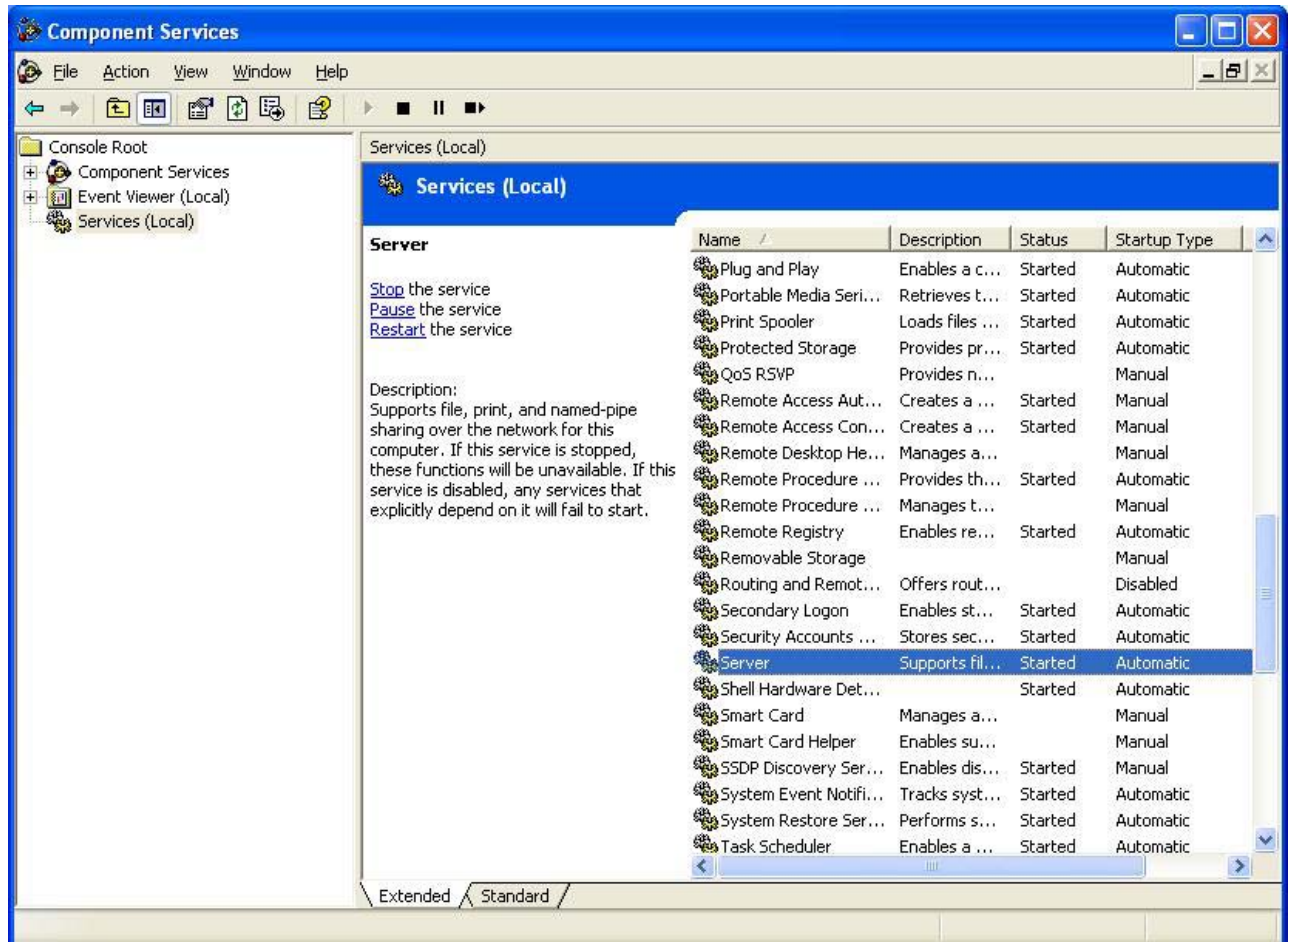 Component Services
File Action View Window Help
Console Root
Component Services
Event Viewer (Local)
Services (Local)
Services (Local)
Services (Local)
Server
Stop the service
Pause the service
Restart the service
Description:
Supports file, print, and named-pipe
sharing over the network for this
computer. If this service is stopped,
these functions will be unavailable. If this
service is disabled, any services that
explicitly depend on it will fail to start.
Name Description Status Startup Type
Plug and Play Enables a c... Started Automatic
Portable Media Seri... Retrieves t... Started Automatic
Print Spooler Loads files ... Started Automatic
Protected Storage Provides pr... Started Automatic
QoS RSVP Provides n... Manual
Remote Access Aut... Creates a ... Started Manual
Remote Access Con... Creates a ... Started Manual
Remote Desktop He... Manages a... Manual
Remote Procedure ... Provides th... Started Automatic
Remote Procedure ... Manages t... Manual
Remote Registry Enables re... Started Automatic
Removable Storage Manual
Routing and Remot... Offers rout... Disabled
Secondary Logon Enables st... Started Automatic
Security Accounts ... Stores sec... Started Automatic
Server Supports fil... Started Automatic
Shell Hardware Det... Started Automatic
Smart Card Manages a... Manual
Smart Card Helper Enables su... Manual
SSDP Discovery Ser... Enables dis... Started Manual
System Event Notifi... Tracks syst... Started Automatic
System Restore Ser... Performs s... Started Automatic
Task Scheduler Enables a ... Started Automatic
Extended Standard